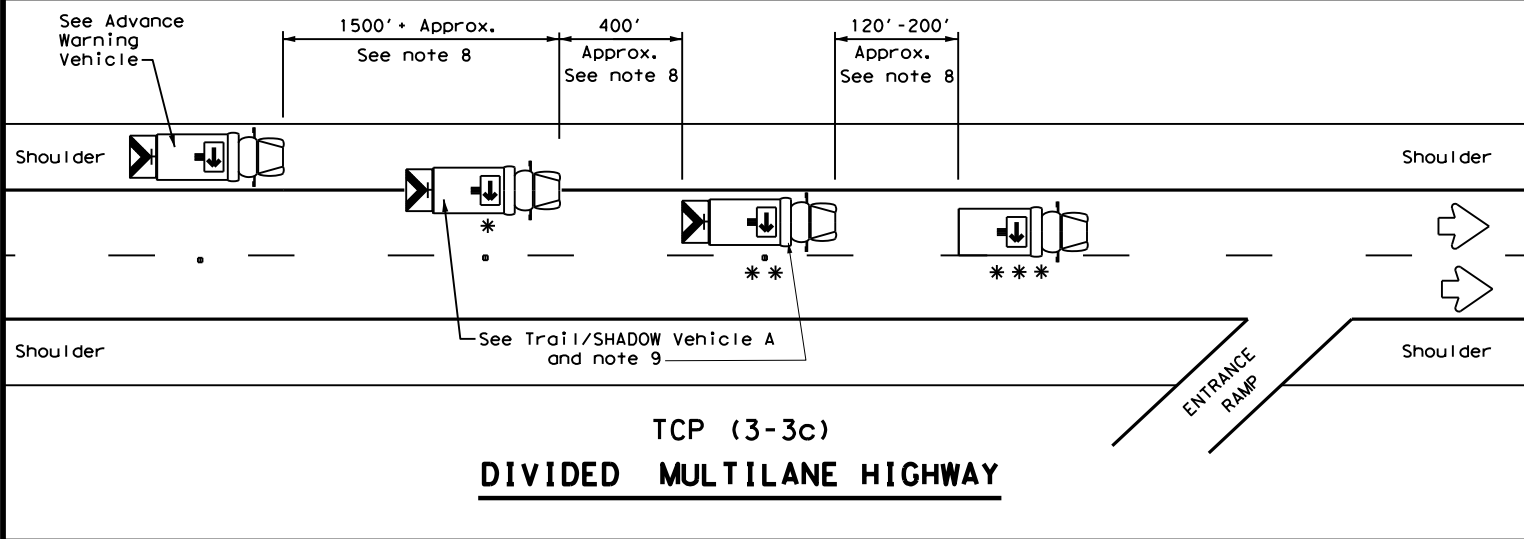 See Advance
Warning
Vehicle
1500'+ Approx.
See note 8
400'
Approx.
See note 8
120'-200'
Approx.
See note 8
Shoulder
Shoulder
*
* *
* * *
See Trail/SHADOW Vehicle A
and note 9
Shoulder
Shoulder
ENTRANCE
RAMP
TCP (3-3c)
DIVIDED MULTILANE HIGHWAY